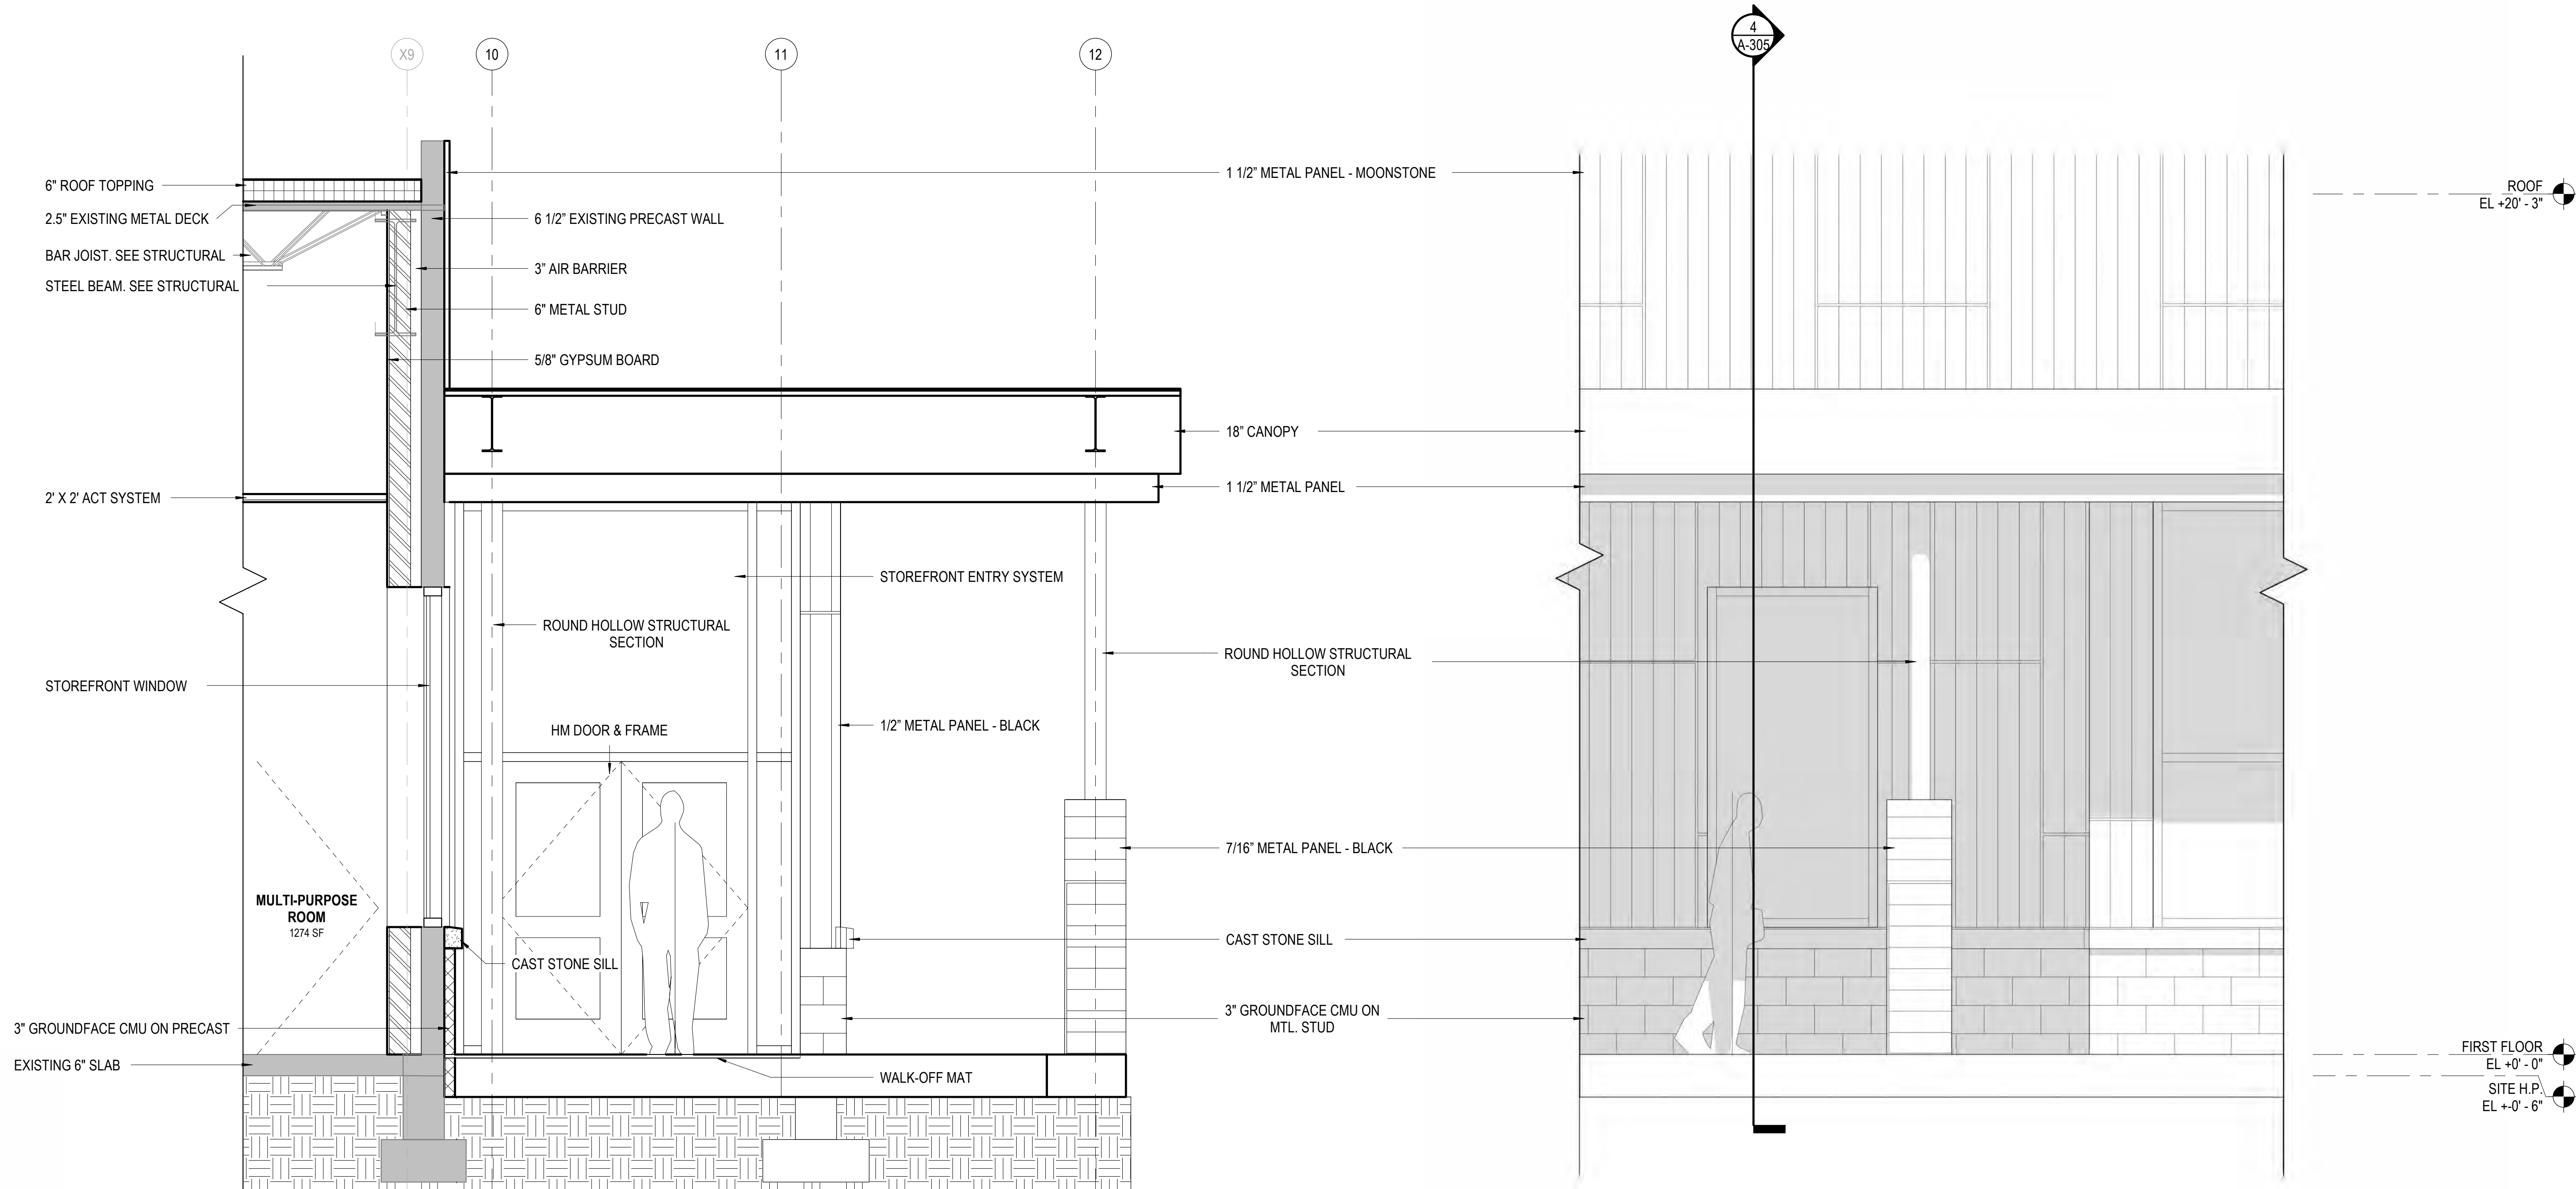 X9
10
11
12
4
A-305
6" ROOF TOPPING
2.5" EXISTING METAL DECK
BAR JOIST. SEE STRUCTURAL
STEEL BEAM. SEE STRUCTURAL
2' X 2' ACT SYSTEM
STOREFRONT WINDOW
MULTI-PURPOSE
ROOM
1274 SF
3" GROUNDFACE CMU ON PRECAST
EXISTING 6" SLAB
6 1/2” EXISTING PRECAST WALL
3” AIR BARRIER
6" METAL STUD
5/8" GYPSUM BOARD
STOREFRONT ENTRY SYSTEM
ROUND HOLLOW STRUCTURAL
SECTION
HM DOOR & FRAME
1/2” METAL PANEL - BLACK
CAST STONE SILL
WALK-OFF MAT
1 1/2” METAL PANEL - MOONSTONE
18” CANOPY
1 1/2” METAL PANEL
ROUND HOLLOW STRUCTURAL
SECTION
7/16” METAL PANEL - BLACK
CAST STONE SILL
3" GROUNDFACE CMU ON
MTL. STUD
ROOF
EL +20' - 3"
FIRST FLOOR
EL +0' - 0"
SITE H.P.
EL +-0' - 6"